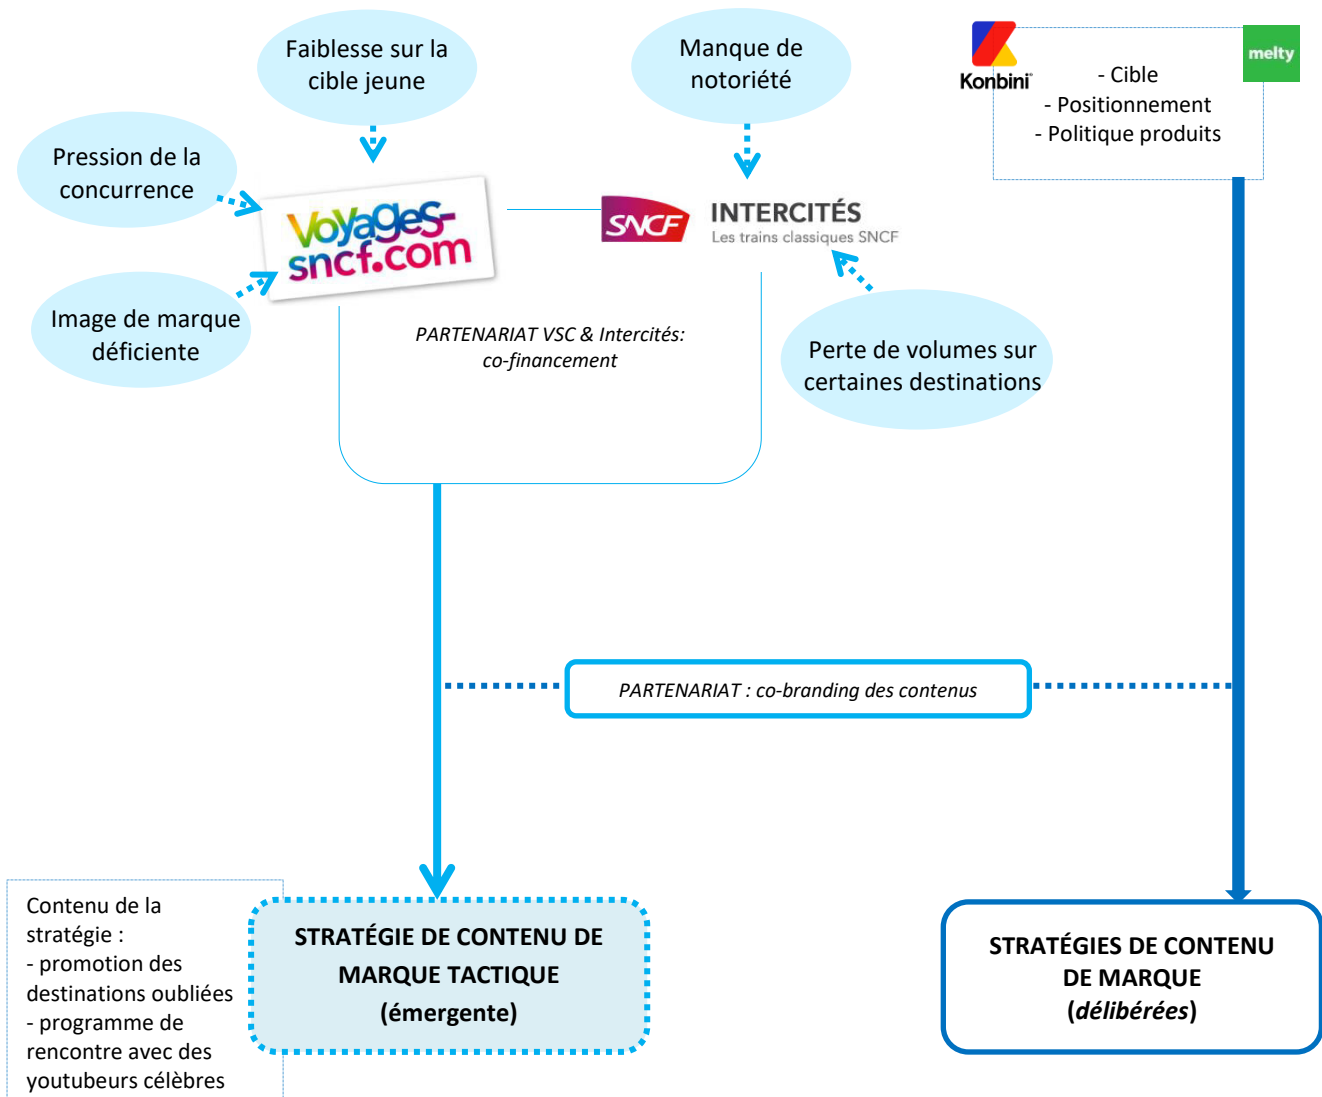 Faiblesse sur la
cible jeune
Manque de
notoriété
Konbini
melty
- Cible
- Positionnement
- Politique produits
Pression de la
concurrence
Voyages-
sncf.com
SNCF
INTERCITÉS
Les trains classiques SNCF
Image de marque
déficiente
PARTENARIAT VSC & Intercités:
co-financement
Perte de volumes sur
certaines destinations
PARTENARIAT : co-branding des contenus
Contenu de la
stratégie :
- promotion des
destinations oubliées
- programme de
rencontre avec des
youtubeurs célèbres
STRATÉGIE DE CONTENU DE
MARQUE TACTIQUE
(émergente)
STRATÉGIES DE CONTENU
DE MARQUE
(délibérées)